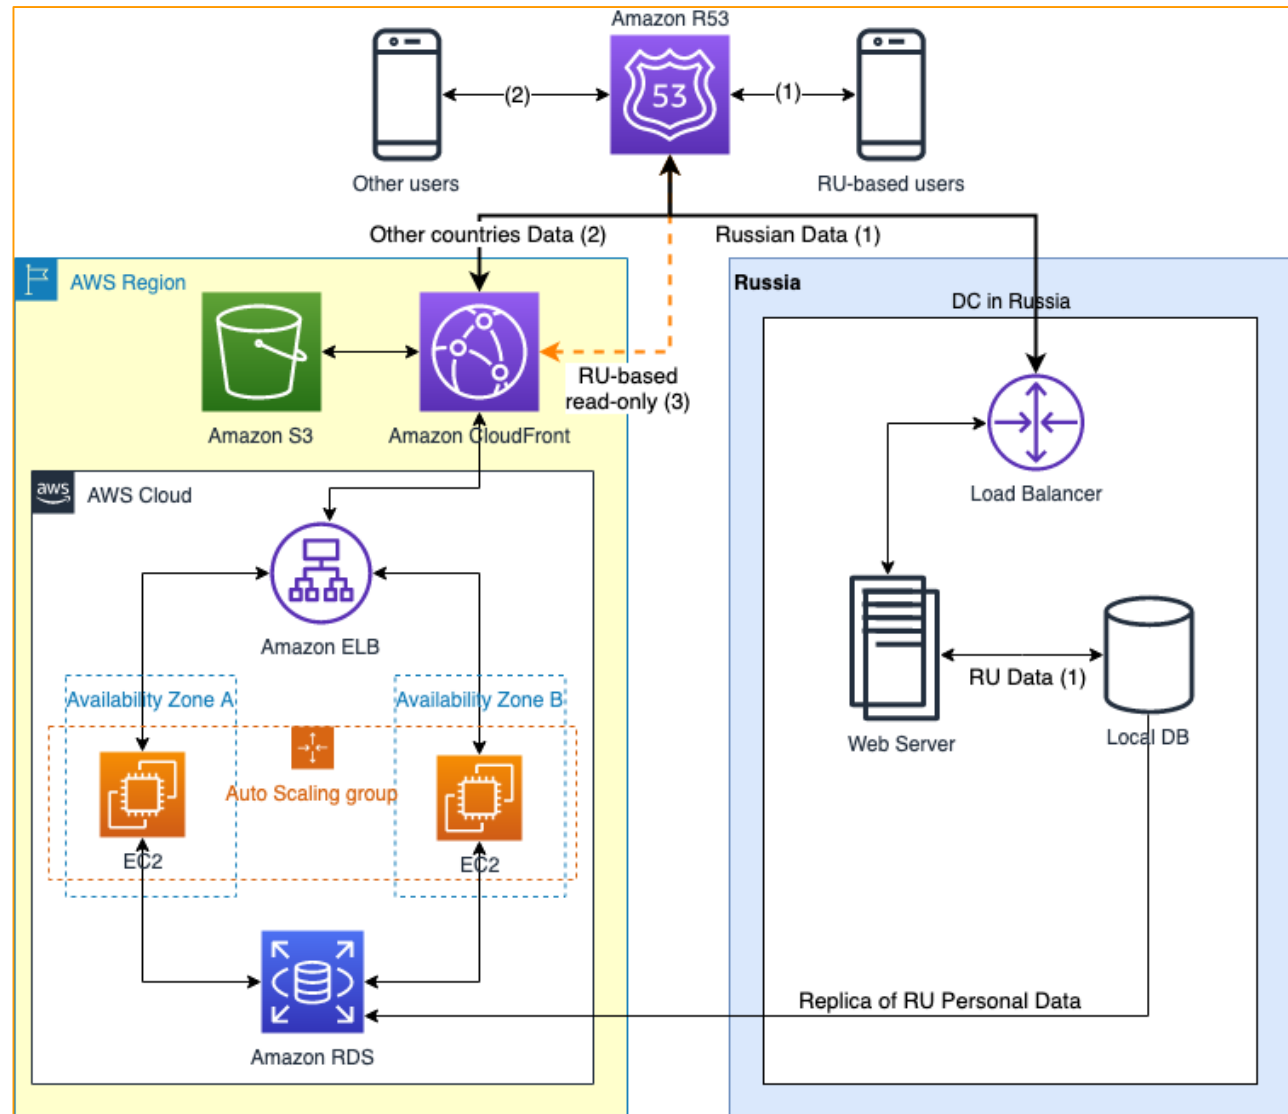 Amazon R53
53
(2)
(1)
Other users
RU-based users
Other countries Data (2)
Russian Data (1)
AWS Region
Russia
DC in Russia
RU-based
read-only (3)
Amazon S3
Amazon CloudFront
Load Balancer
aws
AWS Cloud
Amazon ELB
Availability Zone A
Availability Zone B
RU Data (1)
Web Server
Local DB
Auto Scaling group
EC2
EC2
Replica of RU Personal Data
Amazon RDS